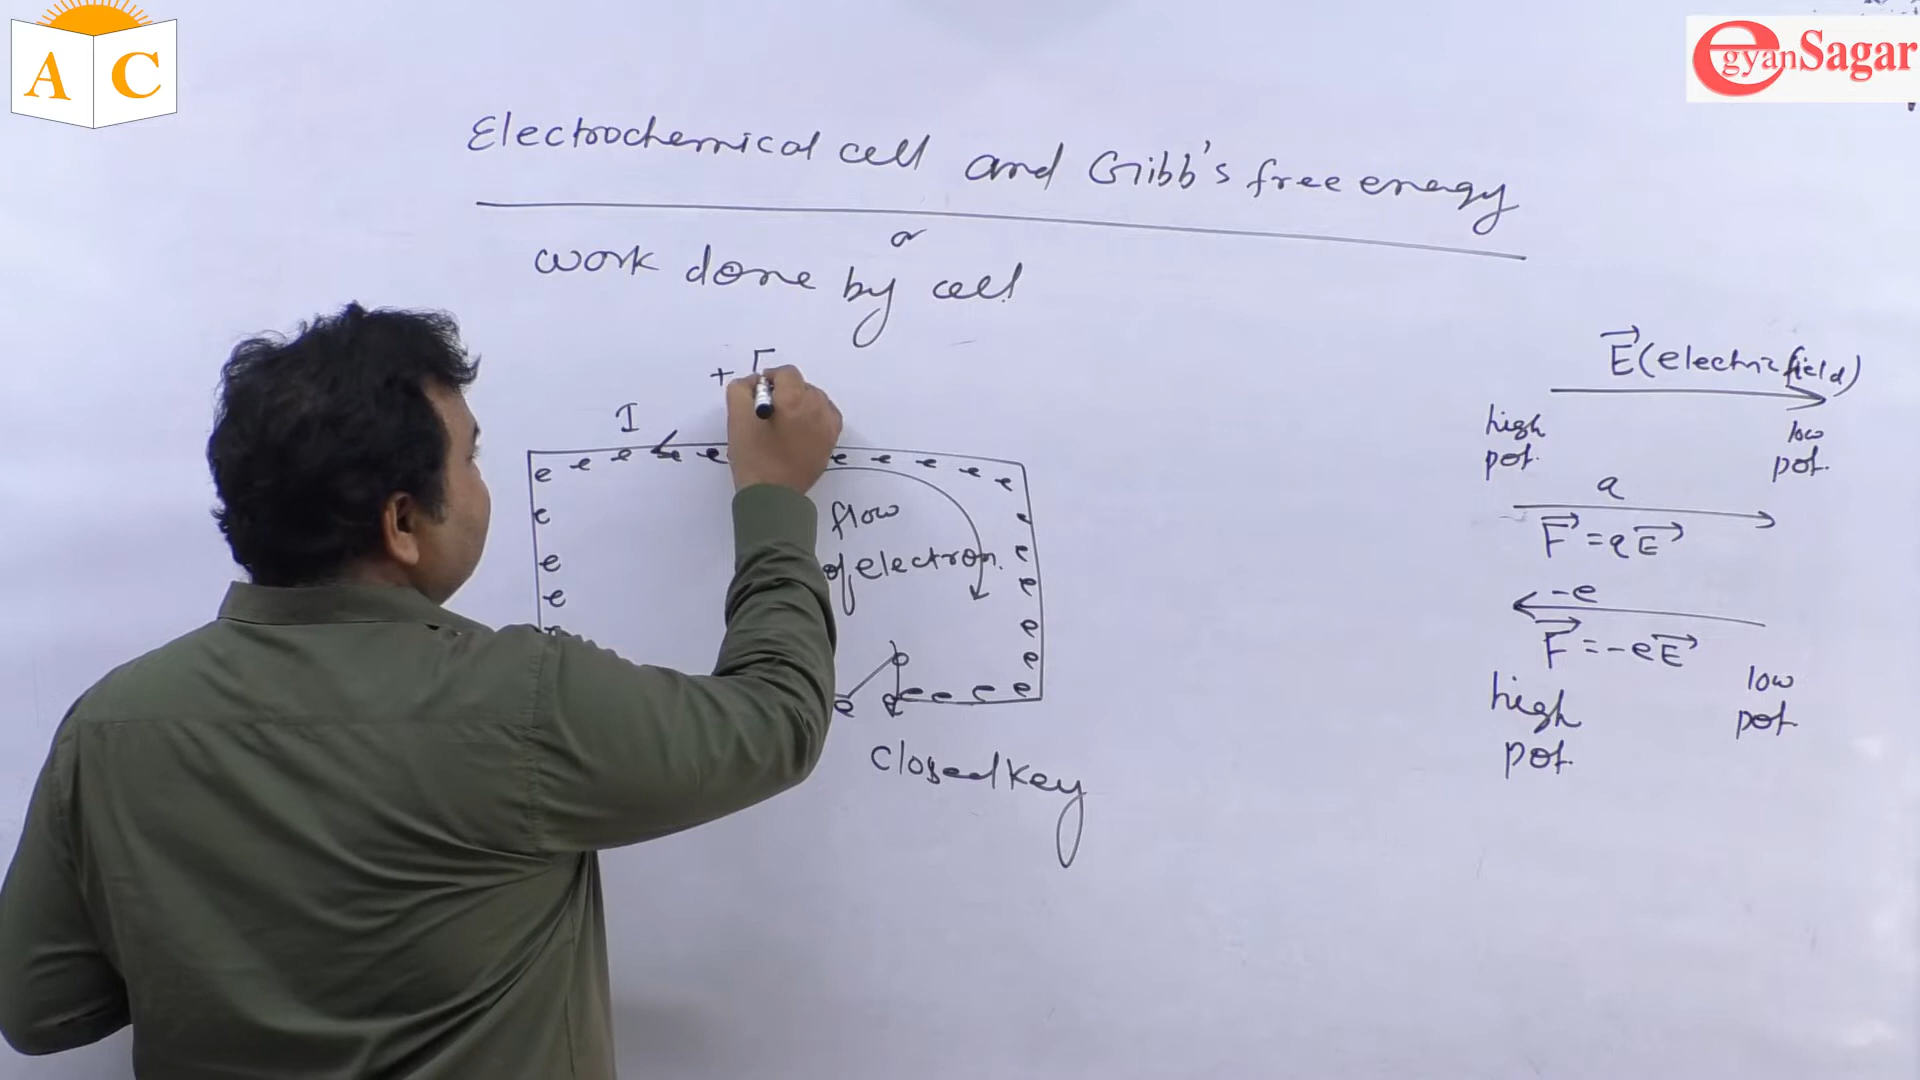 A C
egyanSagar
Electrochemical cell and Gibb's free energy
or
work done by cell
+
I
e e e e e e e e e e
e e
e e
e e
e e
e e
flow
of electron.
e e e e e e
Closed Key
E→ (electric field)
high pot. low pot.
q
F→ = qE→
-e
F→ = -eE→
high pot. low pot.